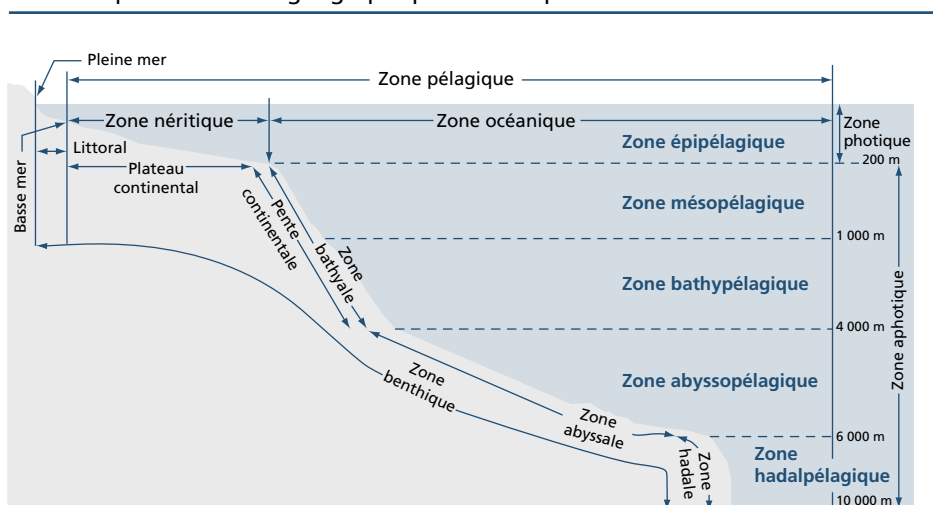 Pleine mer
Zone pélagique
Zone néritique
Zone océanique
Zone
photique
Zone épipélagique
Littoral
200 m
Plateau
continental
Basse mer
Zone mésopélagique
Pente
continentale
1 000 m
Zone
bathyale
Zone bathypélagique
4 000 m
Zone aphotique
Zone
benthique
Zone abyssopélagique
Zone
abyssale
6 000 m
Zone
hadale
Zone
hadalpélagique
10 000 m